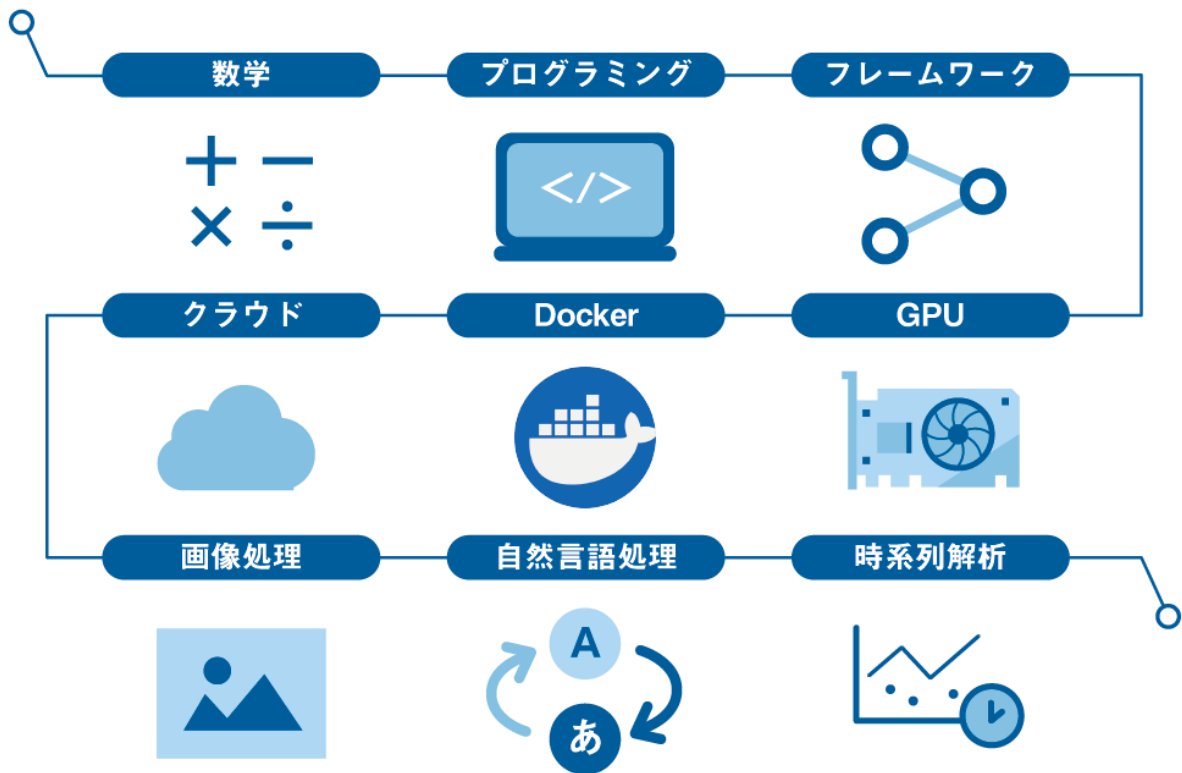 数学
プログラミング
フレームワーク
</>
クラウド
Docker
GPU
画像処理
自然言語処理
時系列解析
A
あ